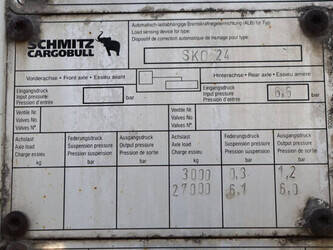 SCHMITZ
CARGOBULL
Automatisch-lastabhängige Bremskraftregeleinrichtung (ALB) für Typ:
Load sensing device for type:
Dispositif de correction automatique de freinage pour type:
SKO 24
Vorderachse • Front axle • Essieu avant
Hinterachse • Rear axle • Essieu arrière
Eingangsdruck
Input pressure
Pression d'entrée
bar
Eingangsdruck
Input pressure
Pression d'entrée
6,5
bar
Ventile Nr.
Valves No.
Valves N°
Ventile Nr.
Valves No.
Valves N°
Achslast
Axle load
Charge essieu
kg
Federungsdruck
Suspension pressure
Pression suspension
bar
Ausgangsdruck
Output pressure
Pression de sortie
bar
Achslast
Axle load
Charge essieu
kg
Federungsdruck
Suspension pressure
Pression suspension
bar
Ausgangsdruck
Output pressure
Pression de sortie
bar
3000 0,3 1,2
27000 6,1 6,0